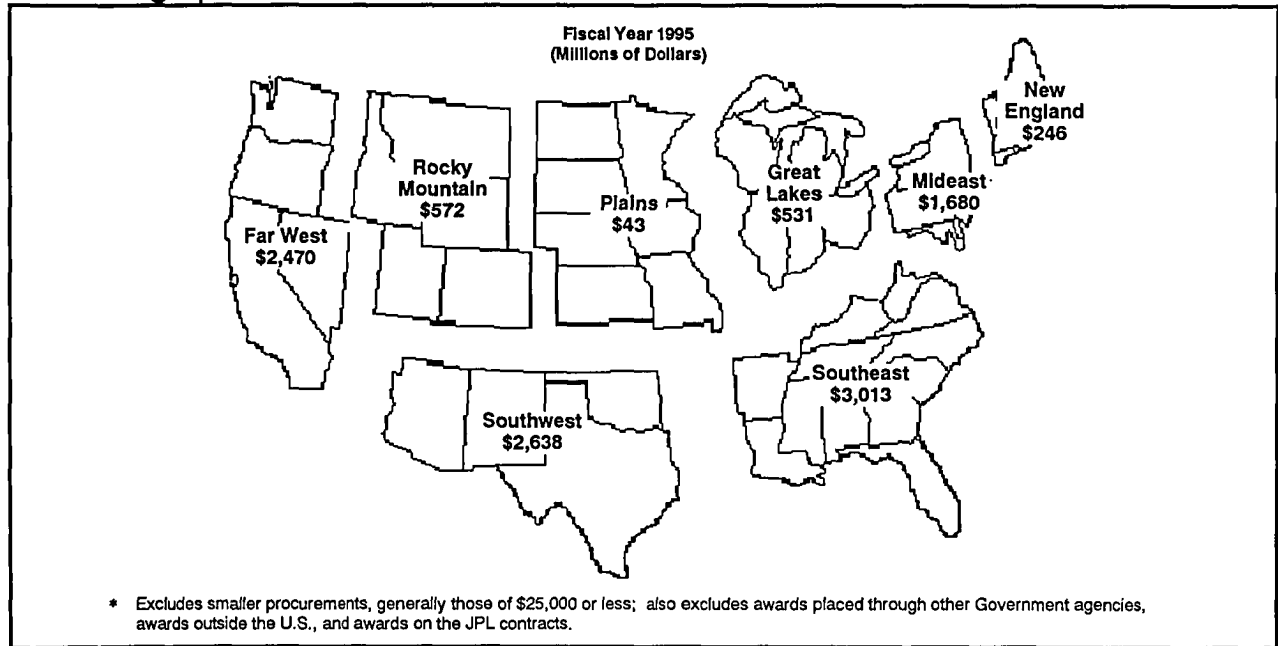 Fiscal Year 1995
(Millions of Dollars)
New
England
$246
Rocky
Mountain
$572
Great
Lakes
$531
Mideast
$1,680
Plains
$43
Far West
$2,470
Southeast
$3,013
Southwest
$2,638
* Excludes smaller procurements, generally those of $25,000 or less; also excludes awards placed through other Government agencies,
awards outside the U.S., and awards on the JPL contracts.